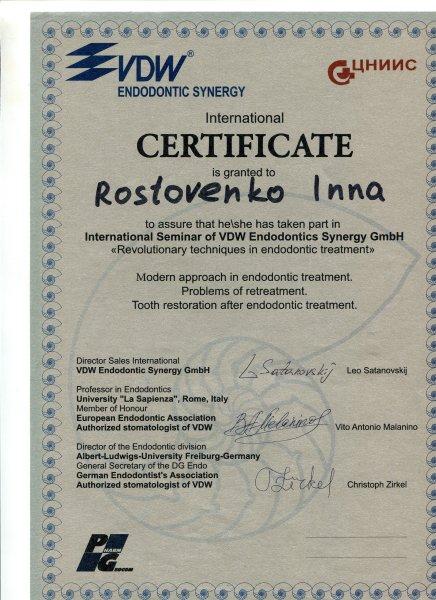 VDW®
ENDODONTIC SYNERGY
ЦНИИС
International
CERTIFICATE
is granted to
Rostovenko Inna
to assure that he\she has taken part in
International Seminar of VDW Endodontics Synergy GmbH
«Revolutionary techniques in endodontic treatment»
Modern approach in endodontic treatment.
Problems of retreatment.
Tooth restoration after endodontic treatment.
Director Sales International
VDW Endodontic Synergy GmbH
L Satanovskij
Leo Satanovskij
Professor in Endodontics
University "La Sapienza", Rome, Italy
Member of Honour
European Endodontic Association
Authorized stomatologist of VDW
Vito Antonio Malanino
Director of the Endodontic division
Albert-Ludwigs-University Freiburg-Germany
General Secretary of the DG Endo
German Endodontist's Association
Authorized stomatologist of VDW
Zirkel
Christoph Zirkel
PHARM
GEOCOM